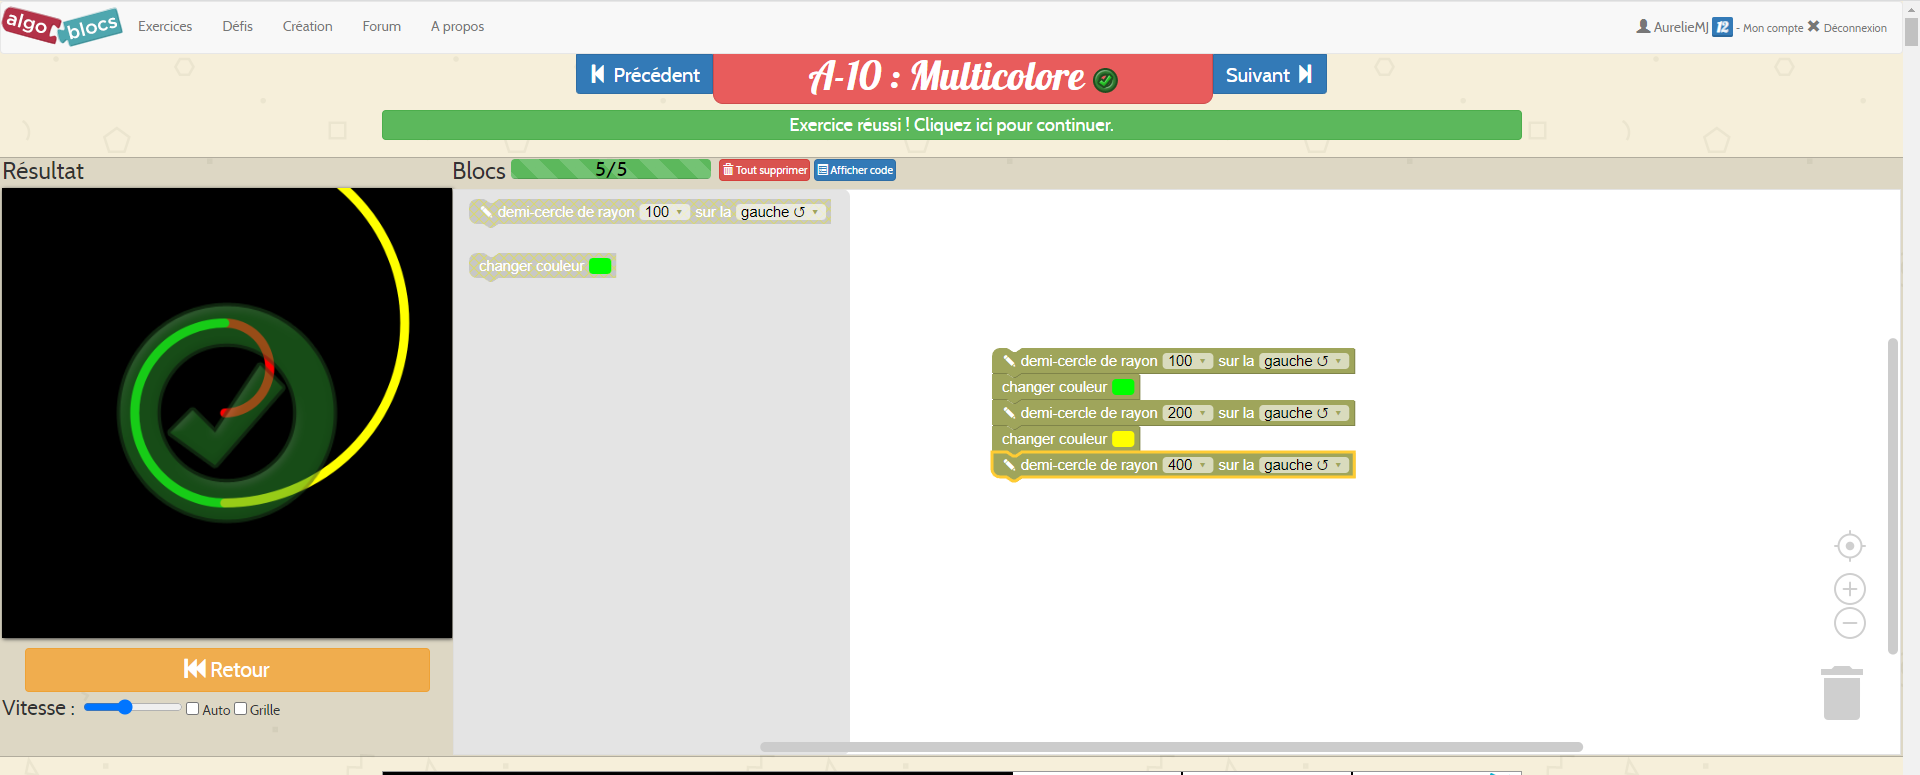 algo blocs Exercices Défis Création Forum A propos AurelieMJ 12 - Mon compte Déconnexion
Précédent A-10 : Multicolore Suivant
Exercice réussi ! Cliquez ici pour continuer.
Résultat Blocs 5/5 Tout supprimer Afficher code
demi-cercle de rayon 100 sur la gauche
changer couleur
demi-cercle de rayon 100 sur la gauche
changer couleur
demi-cercle de rayon 200 sur la gauche
changer couleur
demi-cercle de rayon 400 sur la gauche
Retour
Vitesse : Auto Grille